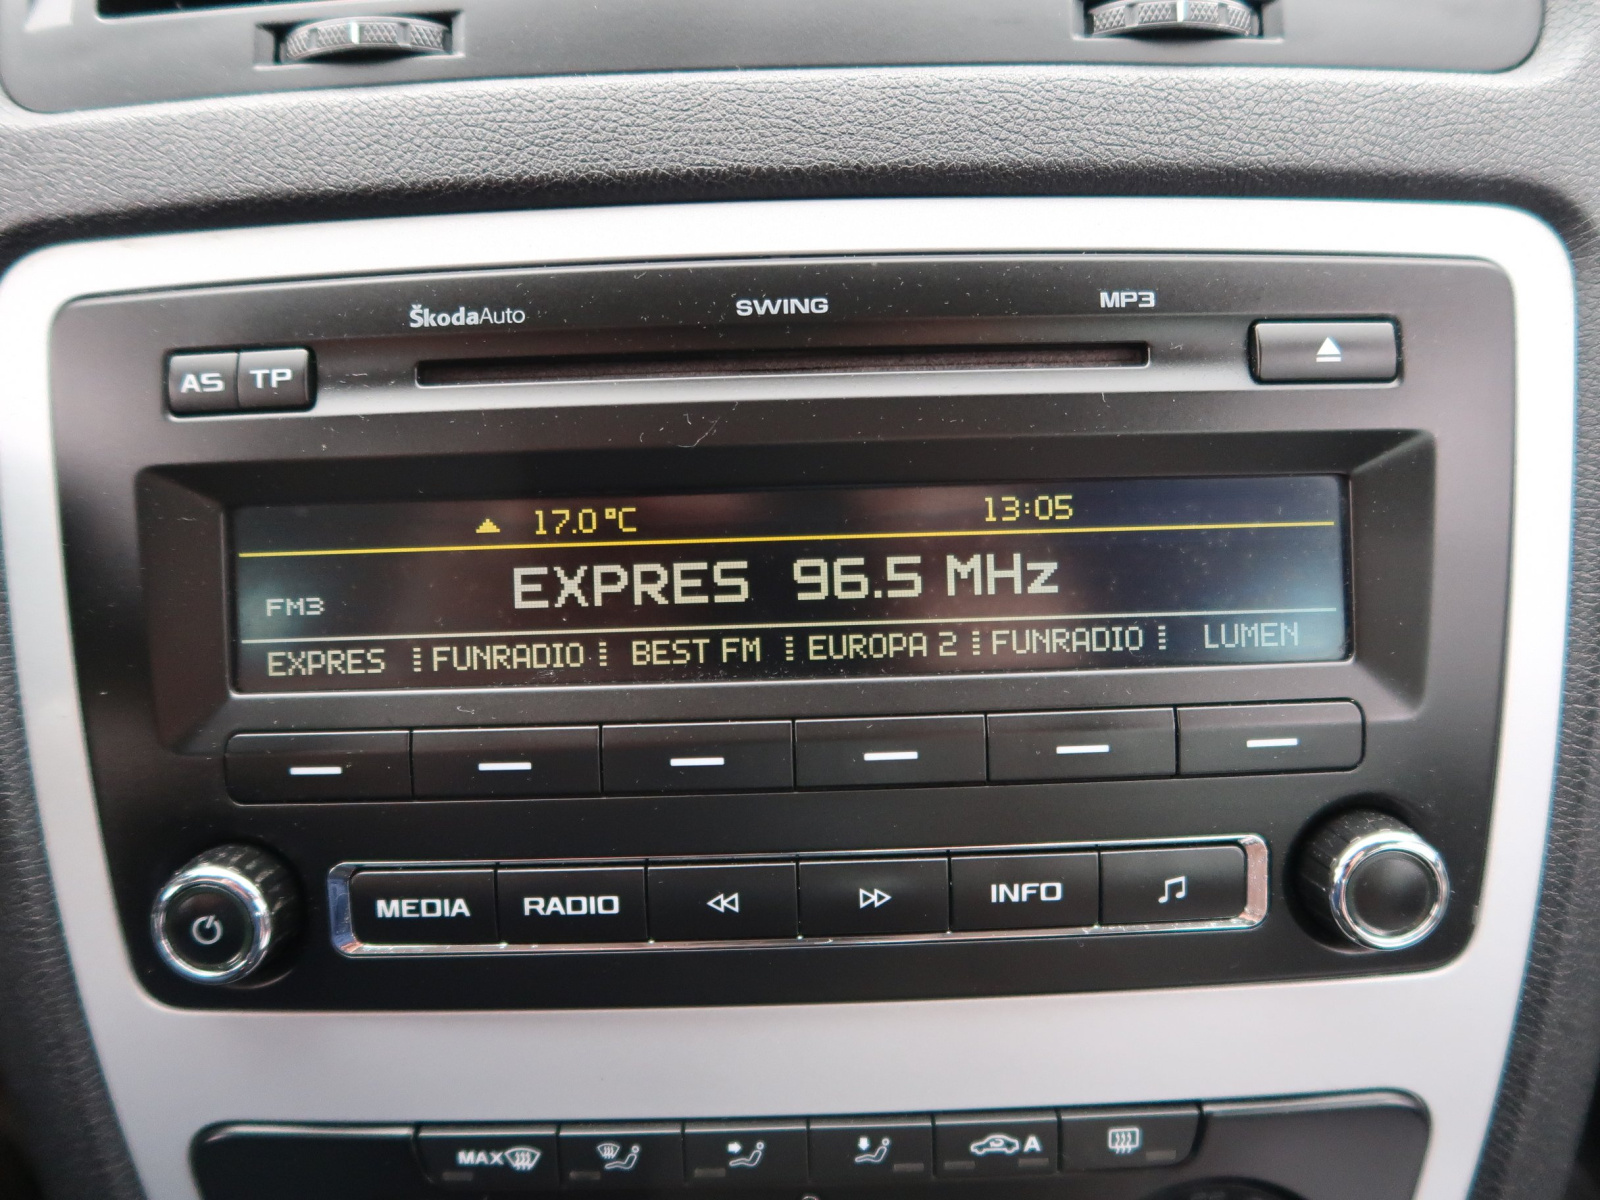 ŠkodaAuto SWING MP3
AS TP
17.0°C 13:05
FM3 EXPRES 96.5 MHz
EXPRES FUNRADIO BEST FM EUROPA 2 FUNRADIO LUMEN
MEDIA RADIO INFO
MAX A